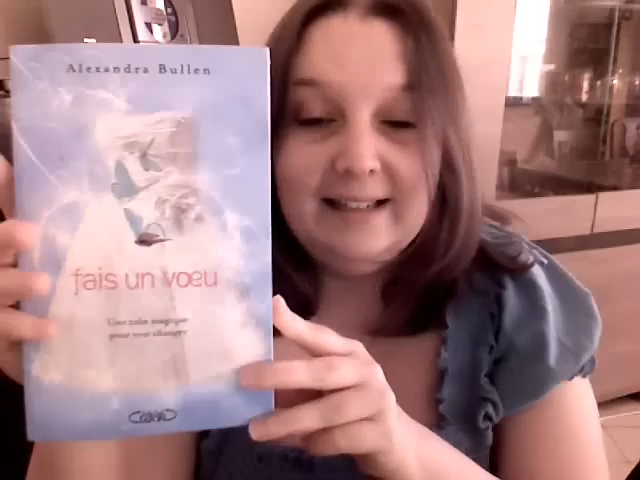 Alexandra Bullen
fais un voeu
Une robe magique
pour tout changer